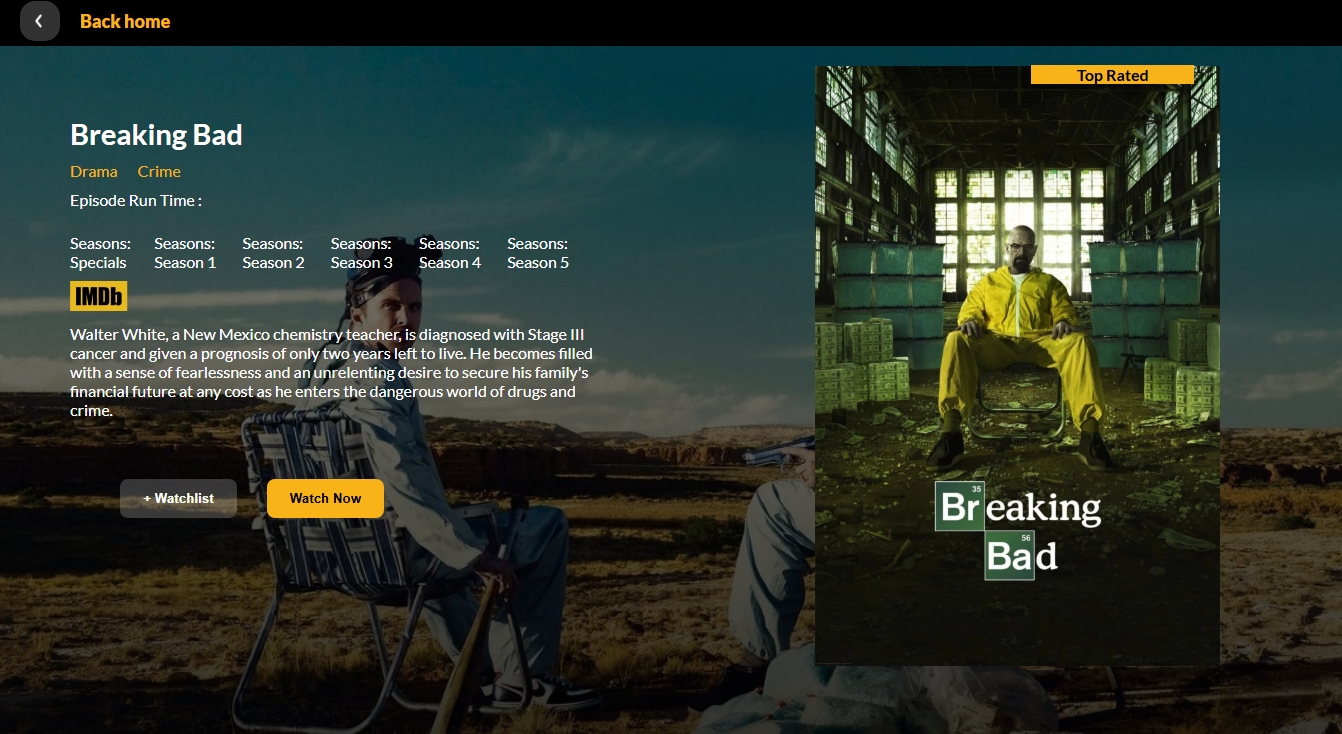 Back home
Top Rated
Breaking Bad
Drama Crime
Episode Run Time :
Seasons: Seasons: Seasons: Seasons: Seasons: Seasons:
Specials Season 1 Season 2 Season 3 Season 4 Season 5
IMDb
Walter White, a New Mexico chemistry teacher, is diagnosed with Stage III
cancer and given a prognosis of only two years left to live. He becomes filled
with a sense of fearlessness and an unrelenting desire to secure his family's
financial future at any cost as he enters the dangerous world of drugs and
crime.
+ Watchlist Watch Now
35
Breaking
56
Bad